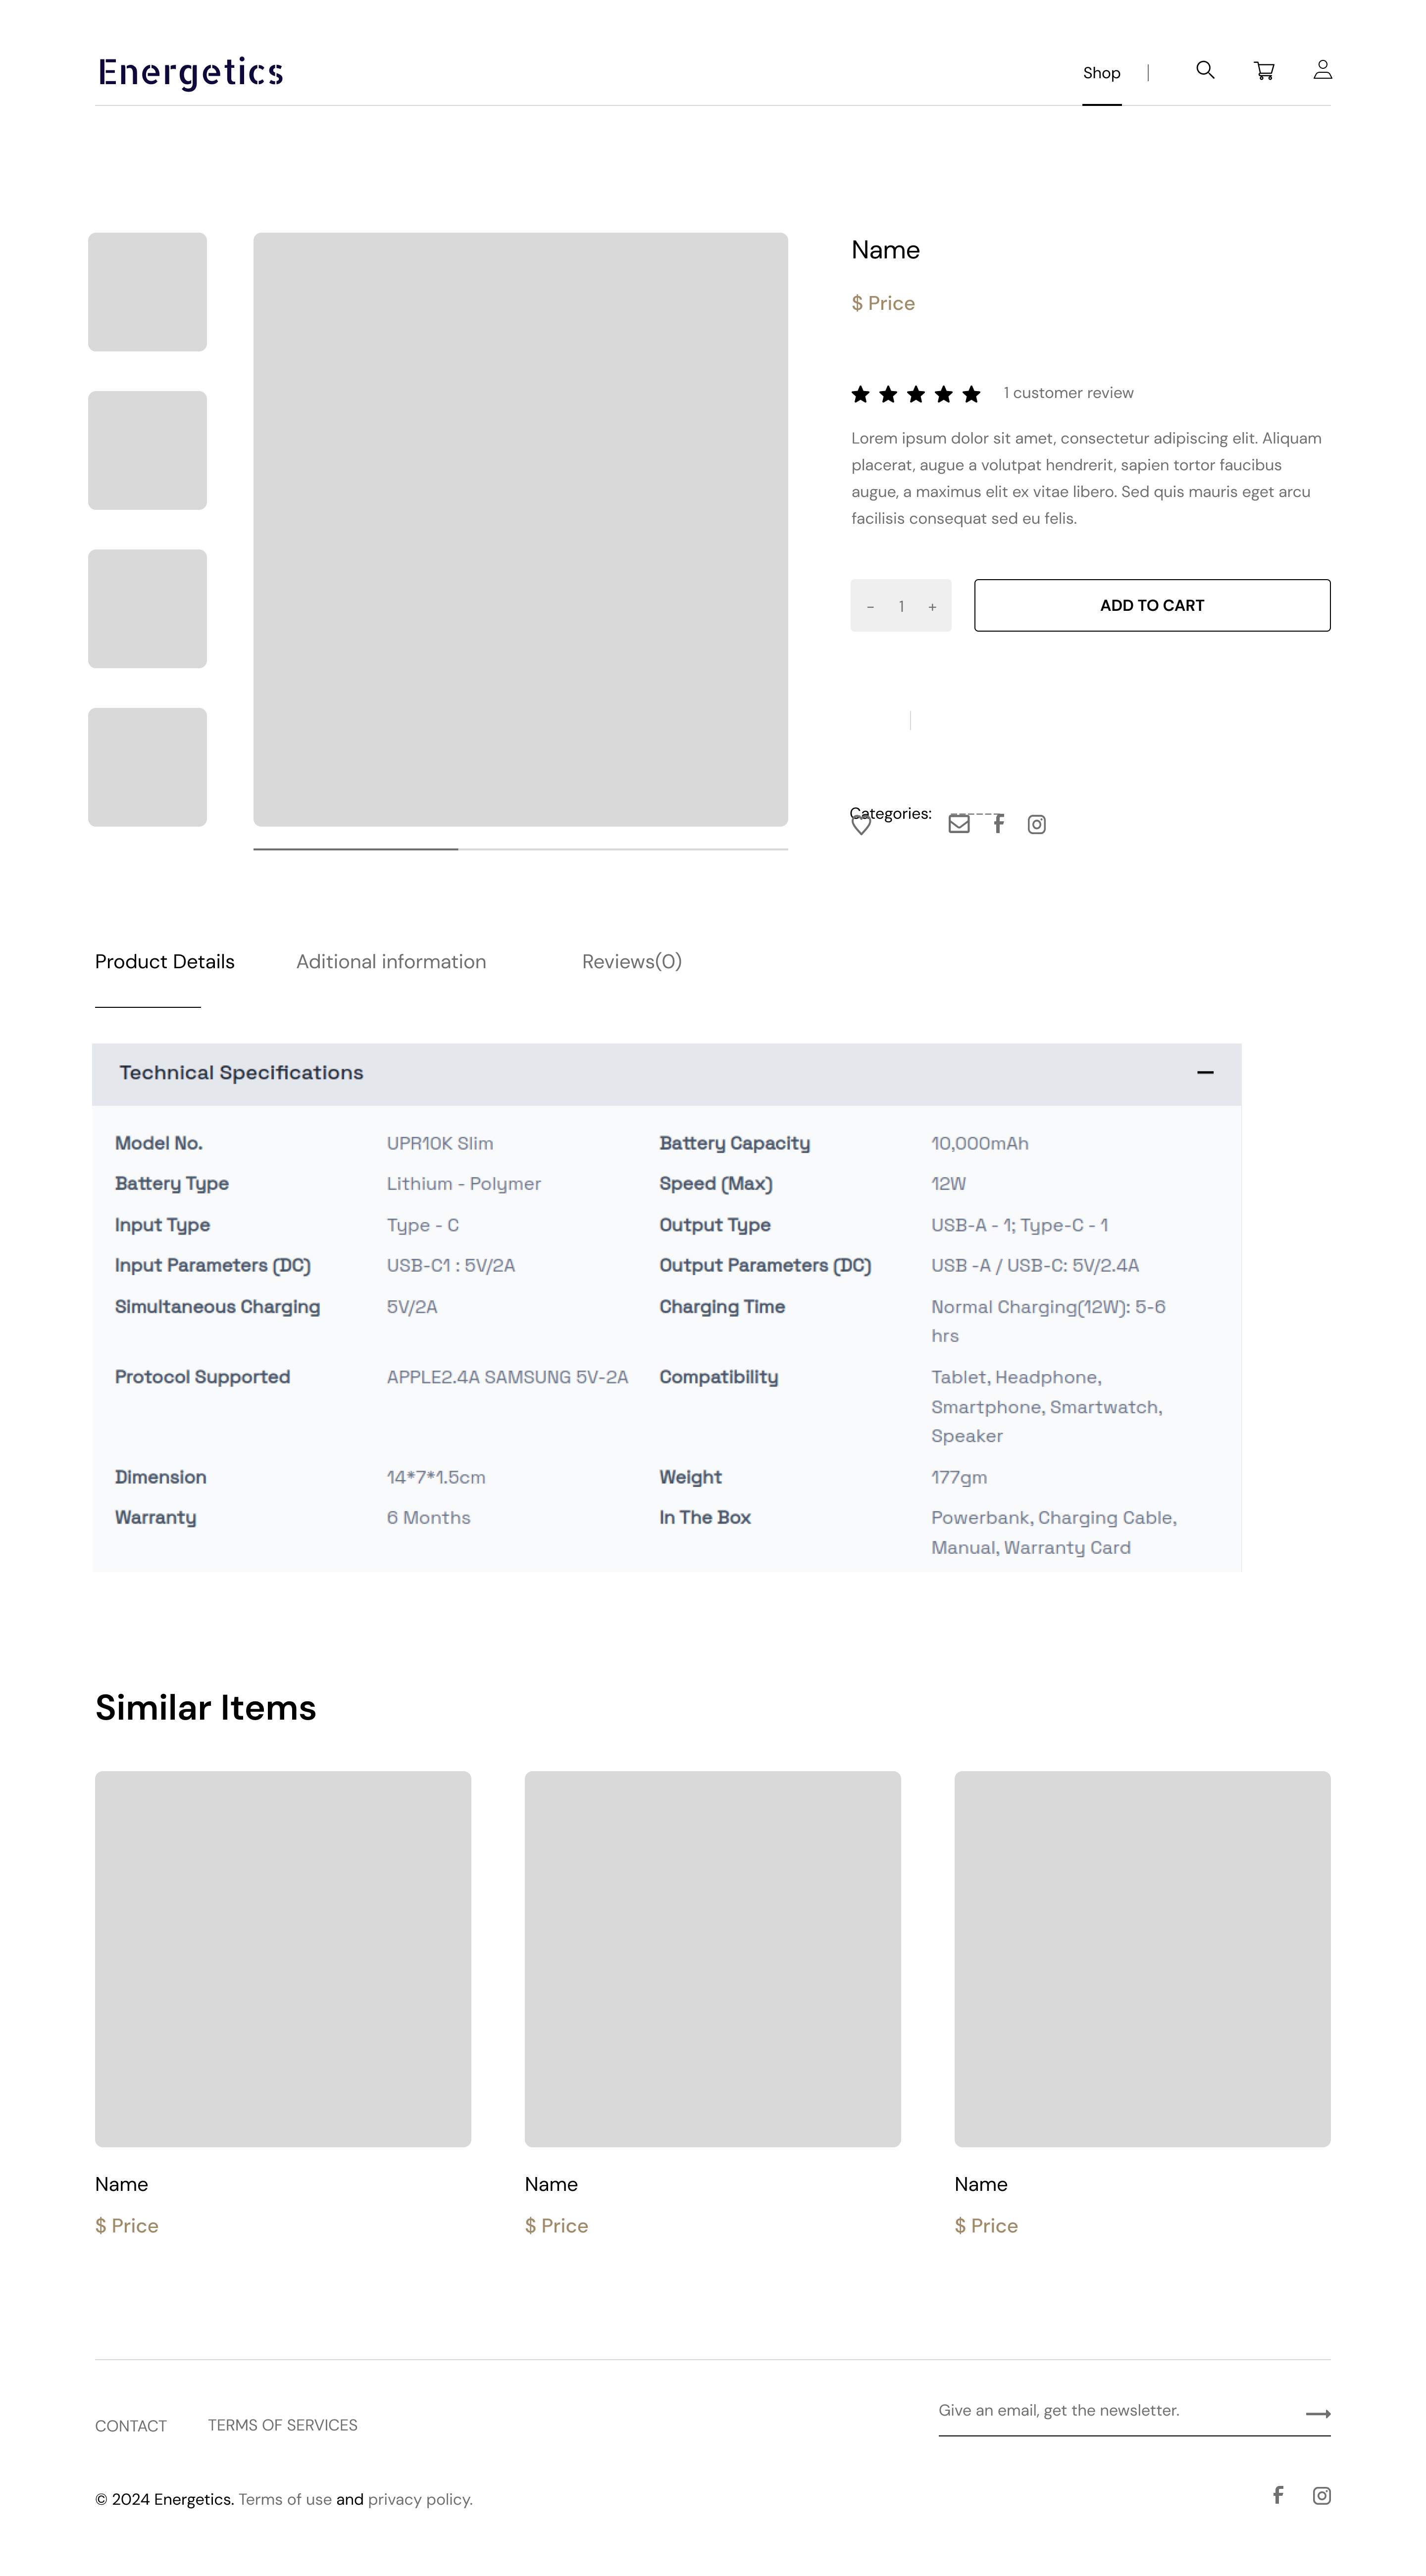 Energetics
Shop
Name
$ Price
1 customer review
Lorem ipsum dolor sit amet, consectetur adipiscing elit. Aliquam
placerat, augue a volutpat hendrerit, sapien tortor faucibus
augue, a maximus elit ex vitae libero. Sed quis mauris eget arcu
facilisis consequat sed eu felis.
- 1 +
ADD TO CART
Categories:
Product Details
Aditional information
Reviews(0)
Technical Specifications
Model No. UPR10K Slim Battery Capacity 10,000mAh
Battery Type Lithium - Polymer Speed (Max) 12W
Input Type Type - C Output Type USB-A - 1; Type-C - 1
Input Parameters (DC) USB-C1 : 5V/2A Output Parameters (DC) USB -A / USB-C: 5V/2.4A
Simultaneous Charging 5V/2A Charging Time Normal Charging(12W): 5-6
hrs
Protocol Supported APPLE2.4A SAMSUNG 5V-2A Compatibility Tablet, Headphone,
Smartphone, Smartwatch,
Speaker
Dimension 14*7*1.5cm Weight 177gm
Warranty 6 Months In The Box Powerbank, Charging Cable,
Manual, Warranty Card
Similar Items
Name
$ Price
Name
$ Price
Name
$ Price
CONTACT
TERMS OF SERVICES
Give an email, get the newsletter.
© 2024 Energetics. Terms of use and privacy policy.